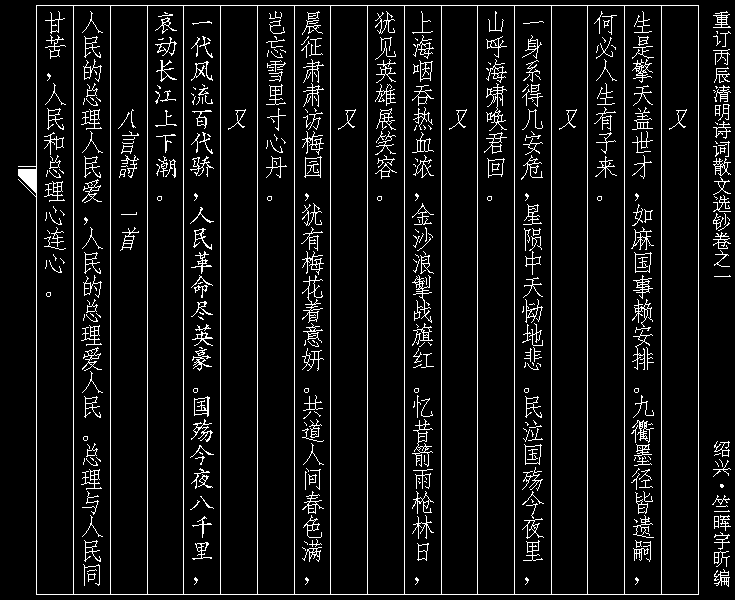 重订丙辰清明诗词散文选钞卷之一
绍兴·竺晖宇昕编
又
生是擎天盖世才，如麻国事赖安排。九衢墨径皆遗嗣，
何必人生有子来。
又
一身系得几安危，星陨中天恸地悲。民泣国殇今夜里，
山呼海啸唤君回。
又
上海咽吞热血浓，金沙浪掣战旗红。忆昔箭雨枪林日，
犹见英雄展笑容。
又
晨征肃肃访梅园，犹有梅花着意妍。共道人间春色满，
岂忘雪里寸心丹。
又
一代风流百代骄，人民革命尽英豪。国殇今夜八千里，
哀动长江上下潮。
八言詩 一首
人民的总理人民爱，人民的总理爱人民。总理与人民同
甘苦，人民和总理心连心。